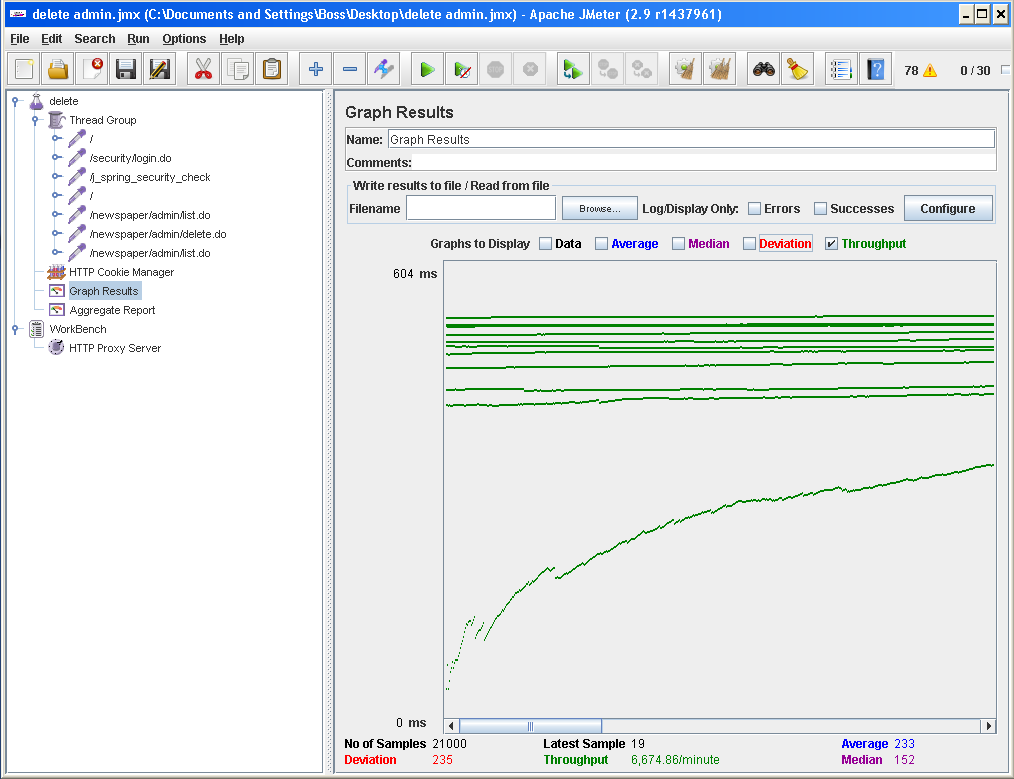 delete admin.jmx (C:\Documents and Settings\Boss\Desktop\delete admin.jmx) - Apache JMeter (2.9 r1437961)
File Edit Search Run Options Help
78 0 / 30
delete
Thread Group
/
/security/login.do
/j_spring_security_check
/
/newspaper/admin/list.do
/newspaper/admin/delete.do
/newspaper/admin/list.do
HTTP Cookie Manager
Graph Results
Aggregate Report
WorkBench
HTTP Proxy Server
Graph Results
Name: Graph Results
Comments:
Write results to file / Read from file
Filename Browse... Log/Display Only: Errors Successes Configure
Graphs to Display Data Average Median Deviation Throughput
604 ms
0 ms
No of Samples 21000 Latest Sample 19 Average 233
Deviation 235 Throughput 6,674.86/minute Median 152